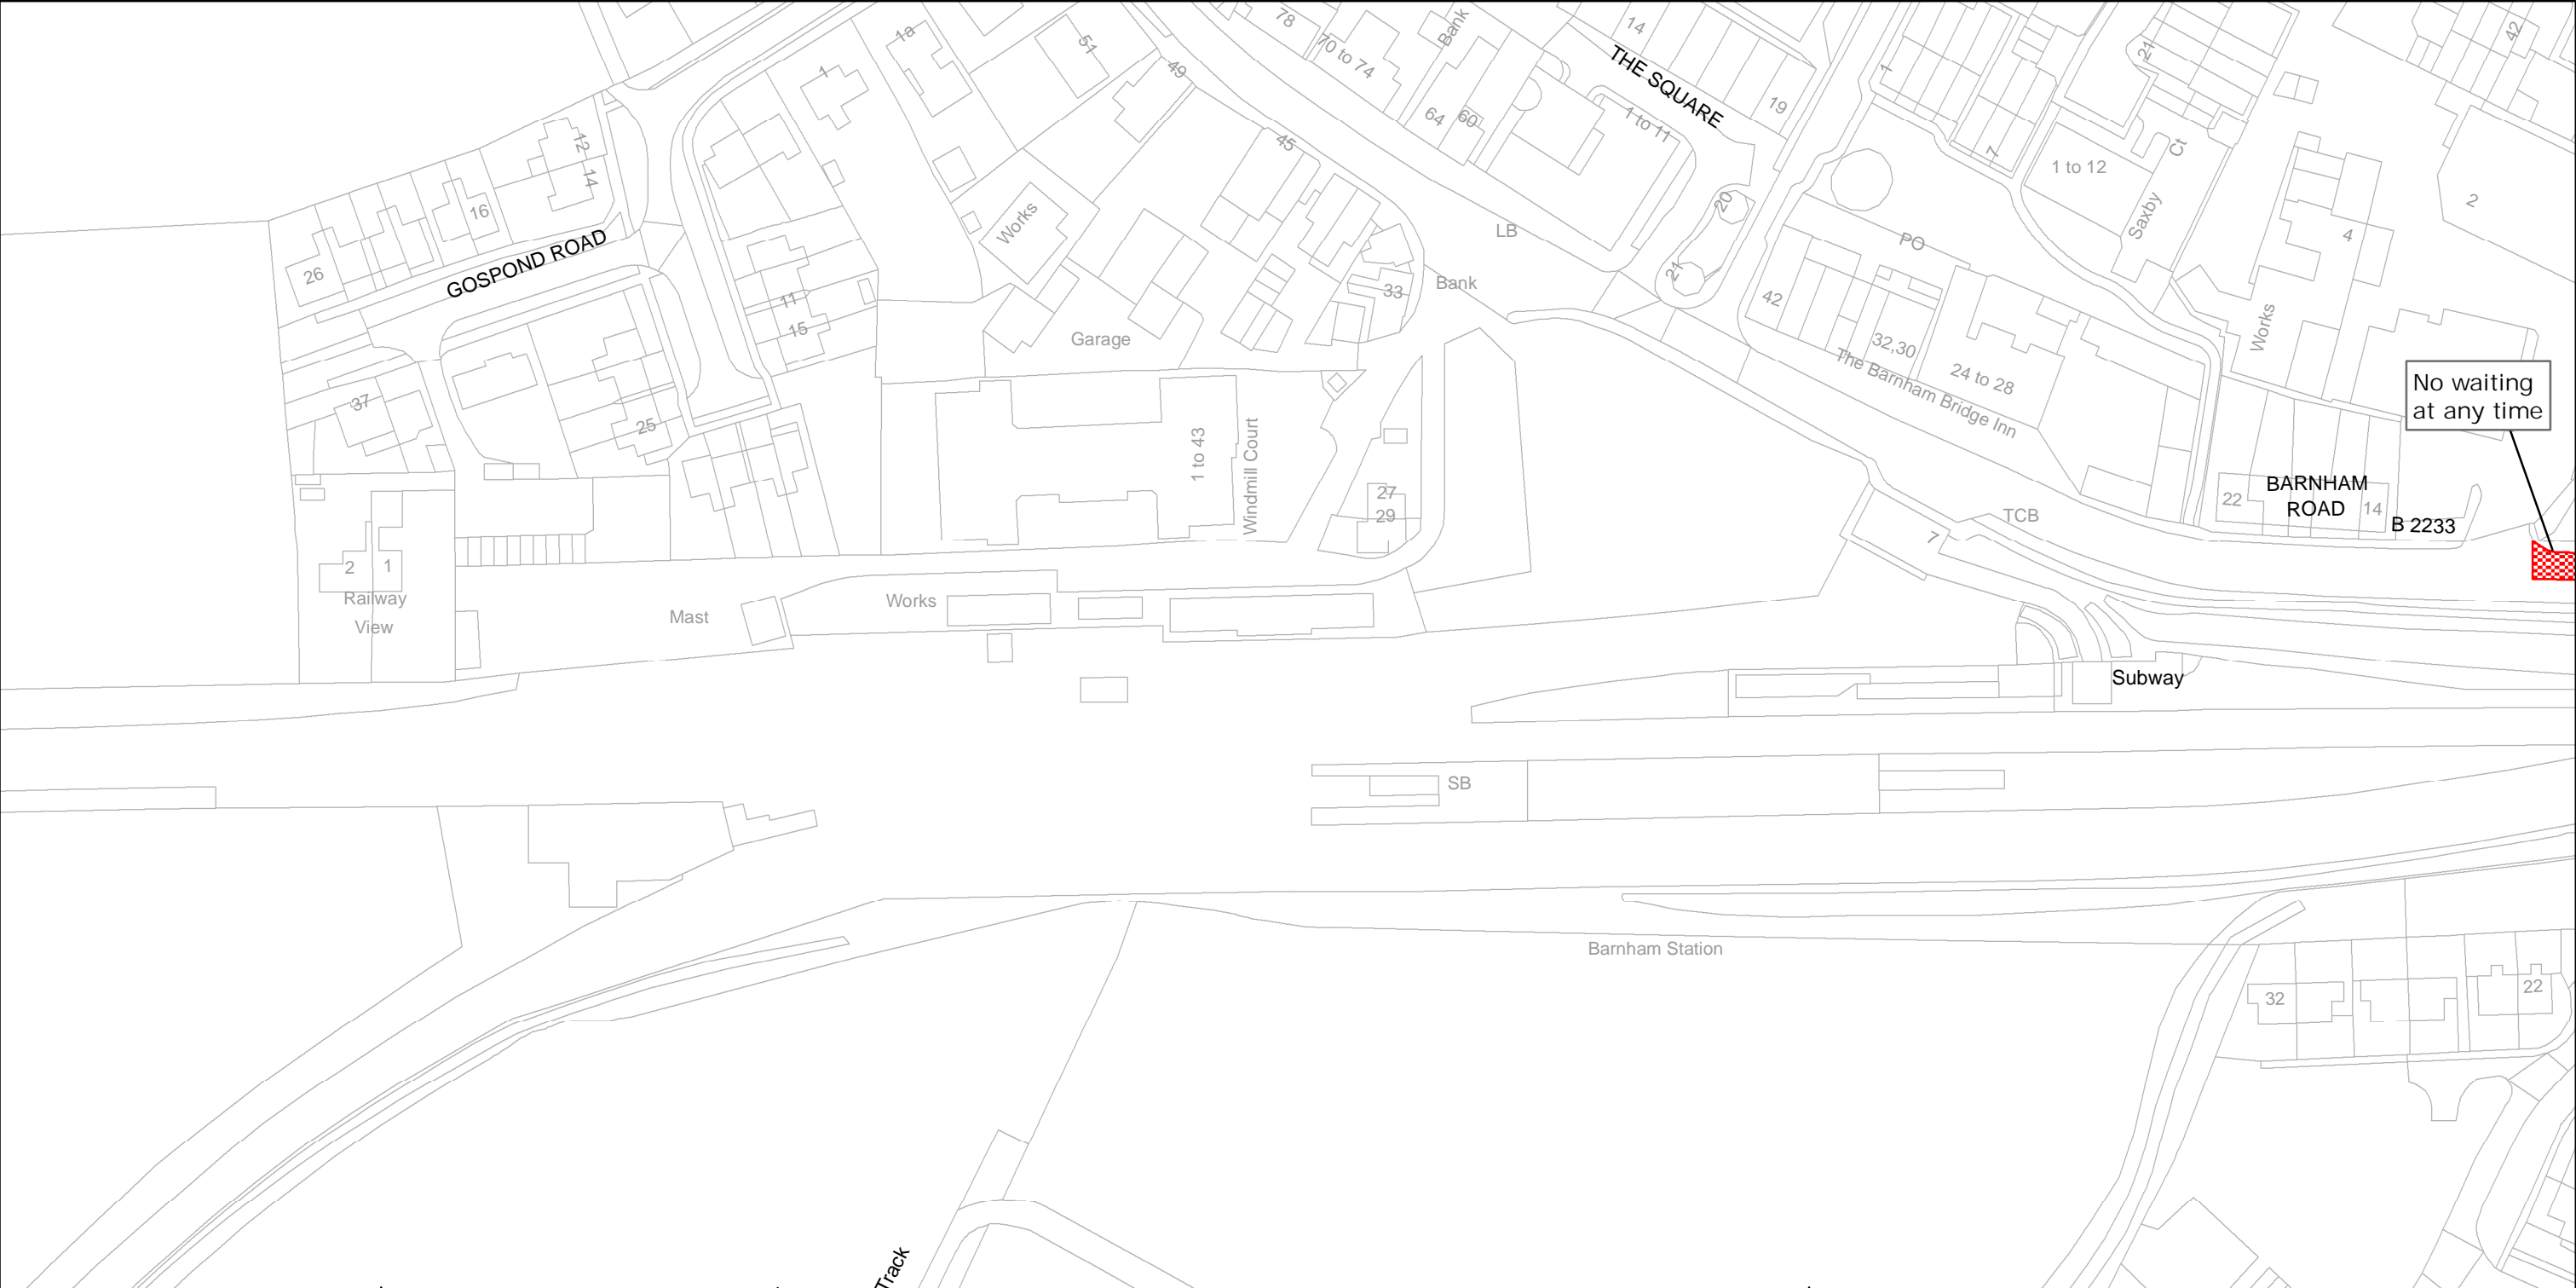 78
70 to 74
Bank
14
THE SQUARE
19
1
21
42
1a
51
49
1
64
60
1 to 11
7
1 to 12
Saxby Ct
2
12
14
16
45
Works
20
PO
4
GOSPOND ROAD
26
LB
21
11
15
33
Bank
42
Garage
32,30
The Barnham Bridge Inn
24 to 28
Works
No waiting
at any time
37
25
1 to 43
Windmill Court
27
29
22
BARNHAM
ROAD
14
B 2233
TCB
7
2
1
Railway
View
Mast
Works
Subway
SB
Barnham Station
32
22
Track